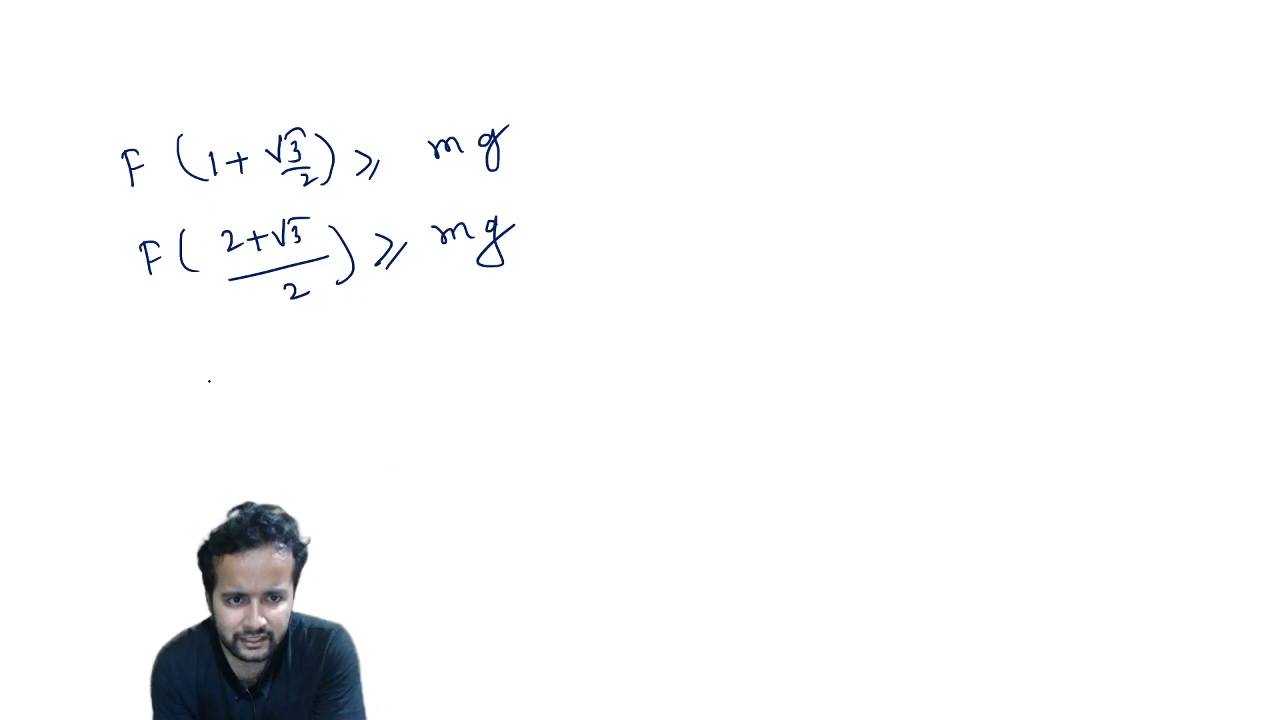 F (1 + √3/2) ⩾ mg
F( (2+√3)/2 ) ⩾ mg